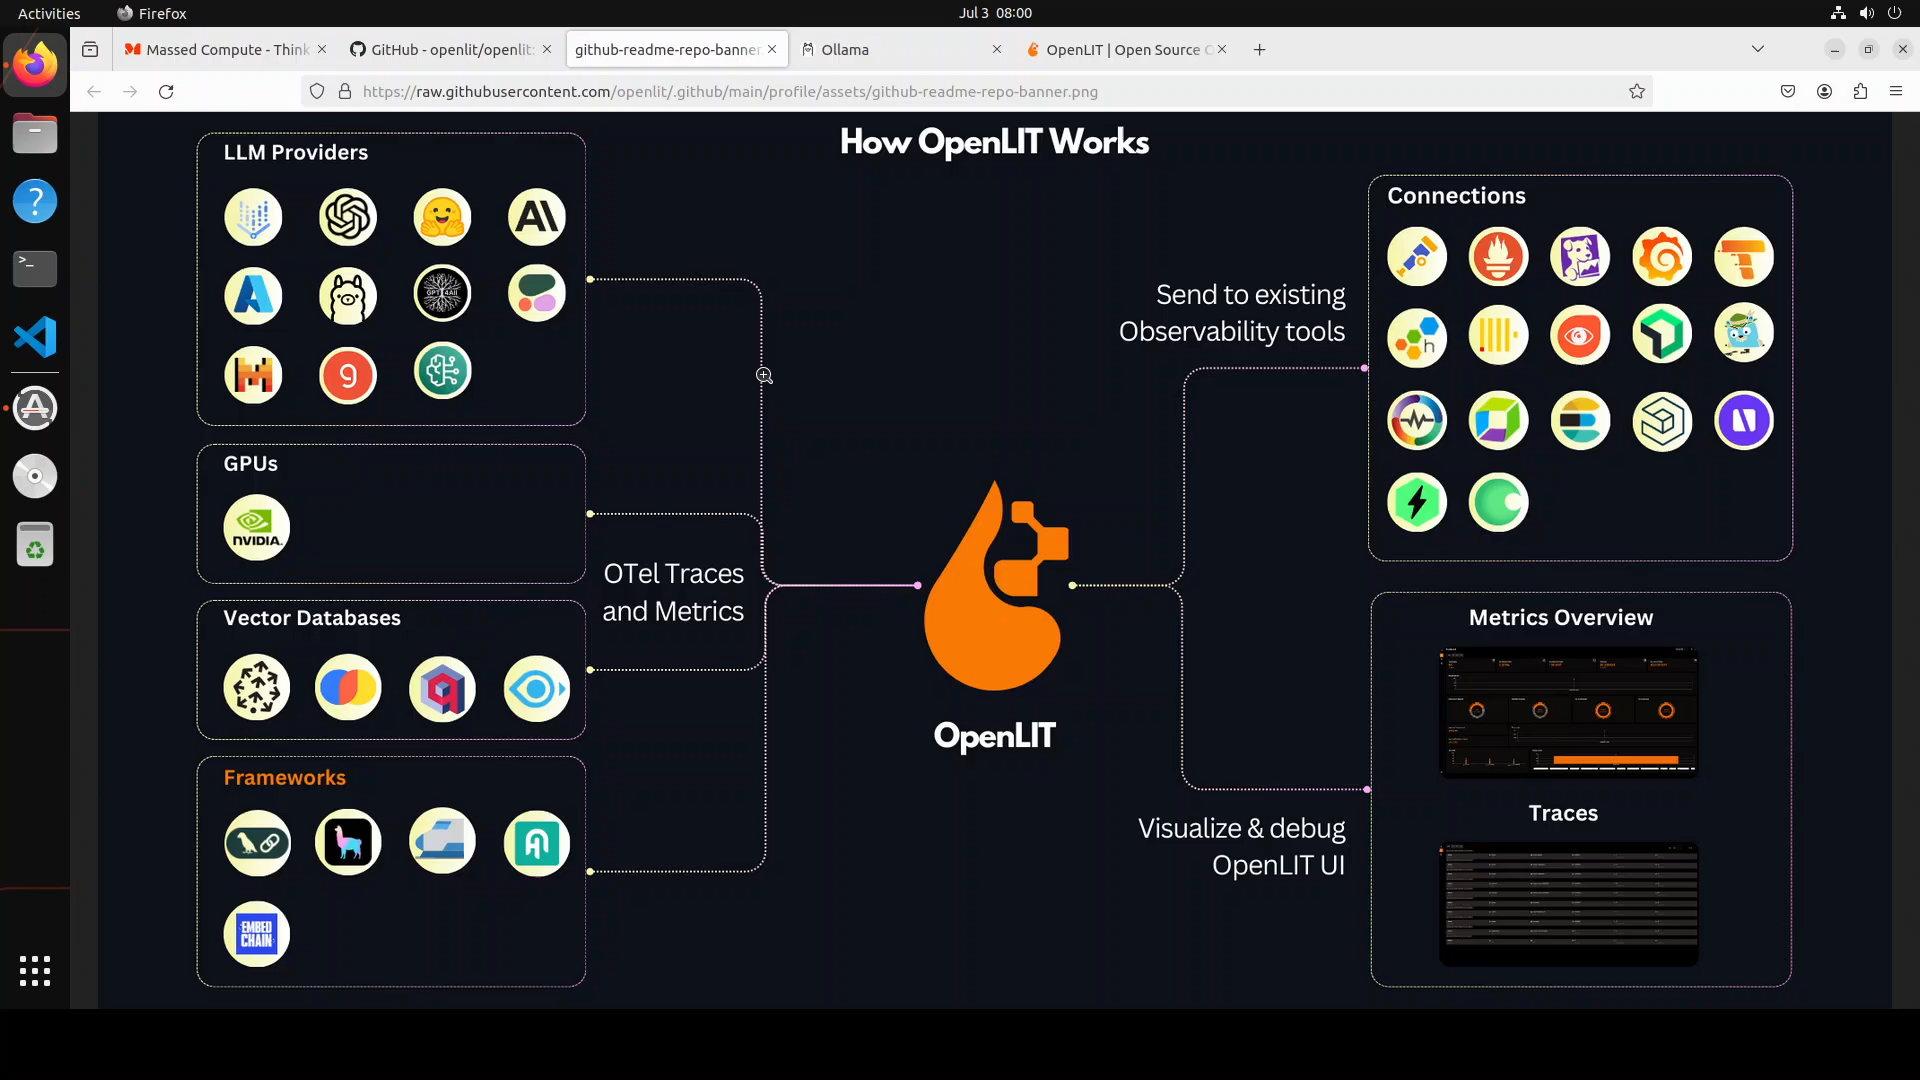 Activities
Firefox
Jul 3 08:00
Massed Compute - Think
GitHub - openlit/openlit:
github-readme-repo-banner
Ollama
OpenLIT | Open Source
https://raw.githubusercontent.com/openlit/.github/main/profile/assets/github-readme-repo-banner.png
How OpenLIT Works
LLM Providers
GPT4All
GPUs
NVIDIA.
OTel Traces
and Metrics
Vector Databases
Frameworks
EMBED
CHAIN
OpenLIT
Send to existing
Observability tools
Connections
Visualize & debug
OpenLIT UI
Metrics Overview
Traces